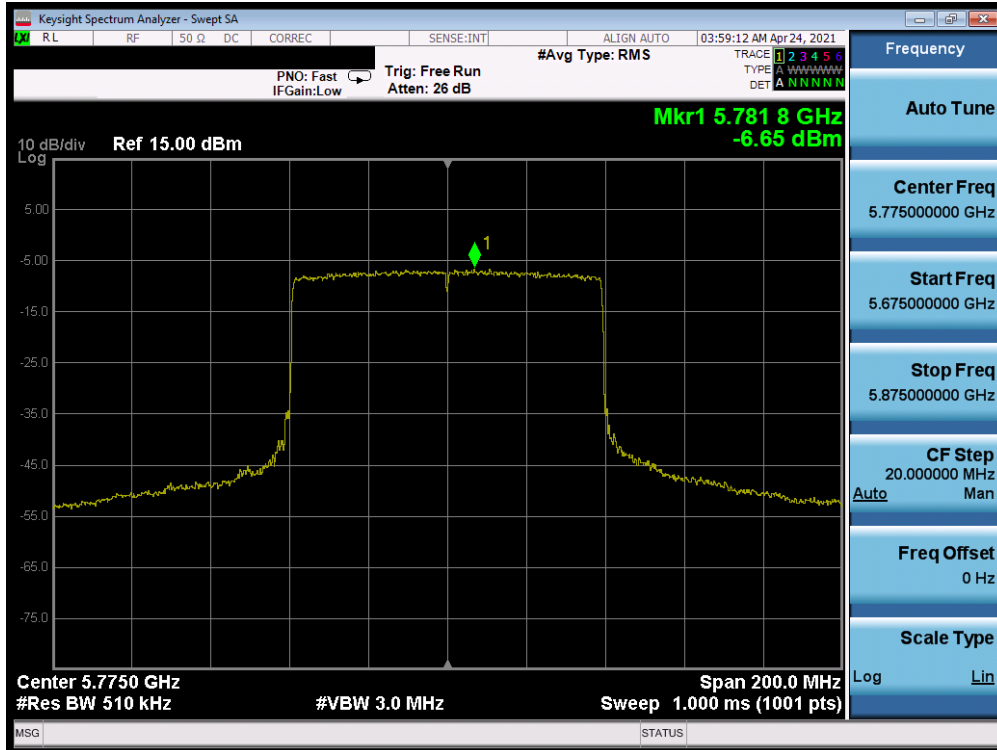 Keysight Spectrum Analyzer - Swept SA
LXI RL RF 50 Ω DC CORREC SENSE:INT ALIGN AUTO 03:59:12 AM Apr 24, 2021
PNO: Fast
IFGain:Low
Trig: Free Run
Atten: 26 dB
#Avg Type: RMS
TRACE 1 2 3 4 5 6
TYPE A WWWWW
DET A N N N N N
Mkr1 5.781 8 GHz
-6.65 dBm
10 dB/div Ref 15.00 dBm
Log
1
5.00
-5.00
-15.0
-25.0
-35.0
-45.0
-55.0
-65.0
-75.0
Center 5.7750 GHz Span 200.0 MHz
#Res BW 510 kHz #VBW 3.0 MHz Sweep 1.000 ms (1001 pts)
MSG STATUS
Frequency
Auto Tune
Center Freq
5.775000000 GHz
Start Freq
5.675000000 GHz
Stop Freq
5.875000000 GHz
CF Step
20.000000 MHz
Auto Man
Freq Offset
0 Hz
Scale Type
Log Lin